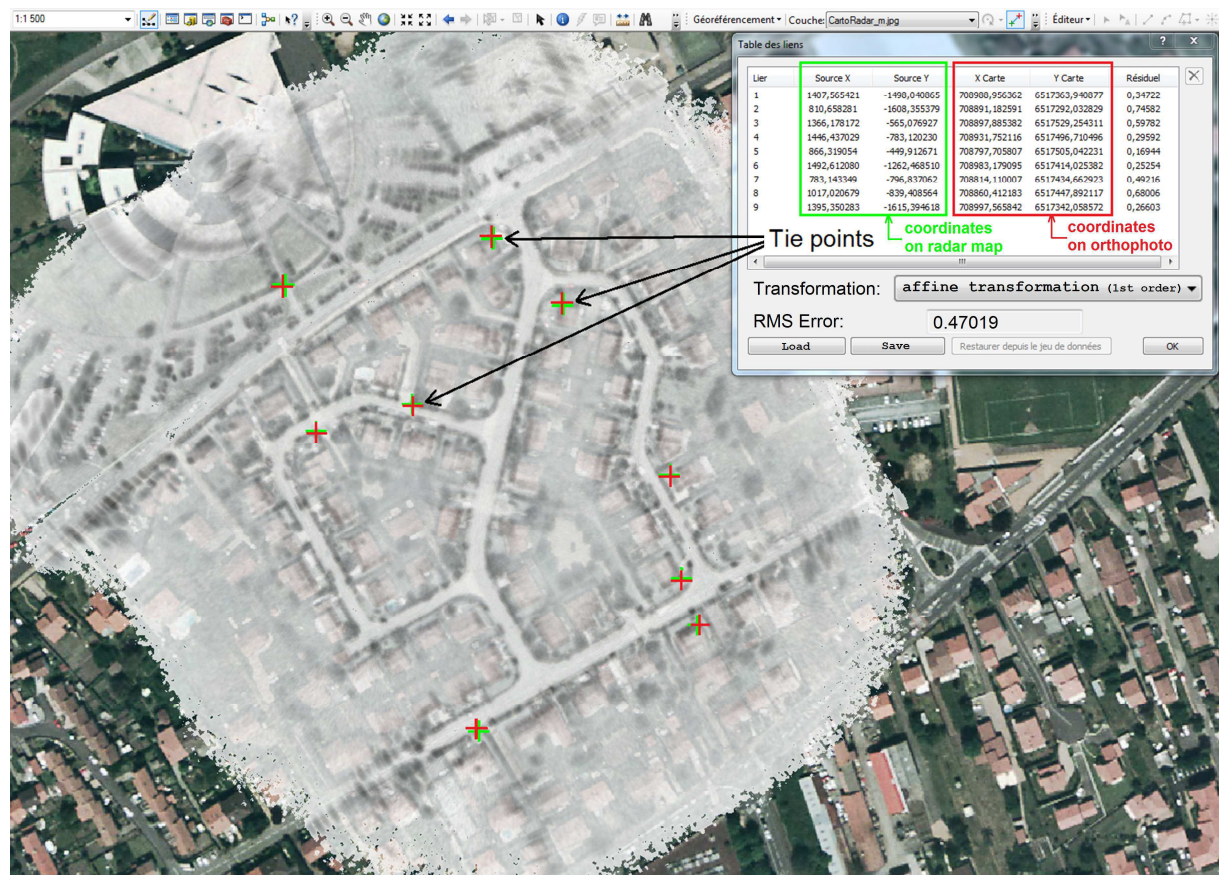 1:1 500
Géoréférencement
Couche: CartoRadar_m.jpg
Éditeur
Table des liens
Lier Source X Source Y X Carte Y Carte Résiduel
1 1407,565421 -1490,040865 708988,956362 6517363,940877 0,34722
2 810,658281 -1608,355379 708891,182591 6517292,032829 0,74582
3 1366,178172 -565,076927 708897,885382 6517529,254311 0,59782
4 1446,437029 -783,120230 708931,752116 6517496,710496 0,29592
5 866,319054 -449,912671 708797,705807 6517505,042231 0,16944
6 1492,612080 -1262,468510 708983,179095 6517414,025382 0,25254
7 783,143349 -796,837062 708814,110007 6517434,662923 0,49216
8 1017,020679 -839,408564 708860,412183 6517447,892117 0,68006
9 1395,350283 -1615,394618 708997,565842 6517342,058572 0,26603
Tie points
coordinates
on radar map
coordinates
on orthophoto
Transformation: affine transformation (1st order)
RMS Error: 0.47019
Load Save Restaurer depuis le jeu de données OK